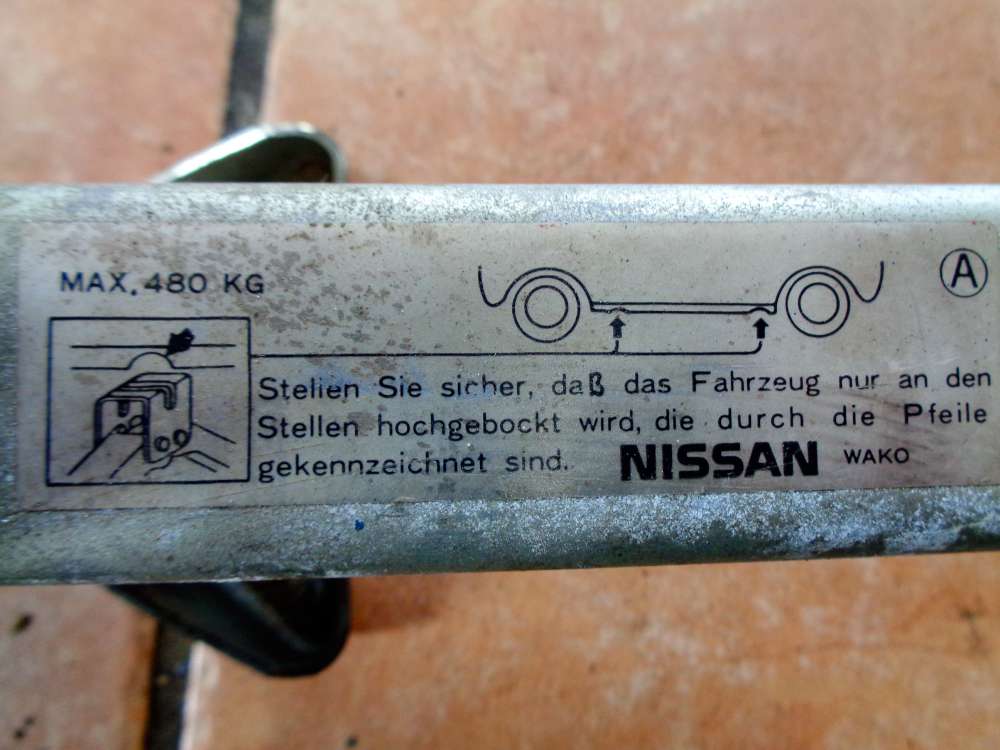 MAX. 480 KG
A
Stellen Sie sicher, daß das Fahrzeug nur an den
Stellen hochgebockt wird, die durch die Pfeile
gekennzeichnet sind.
NISSAN WAKO